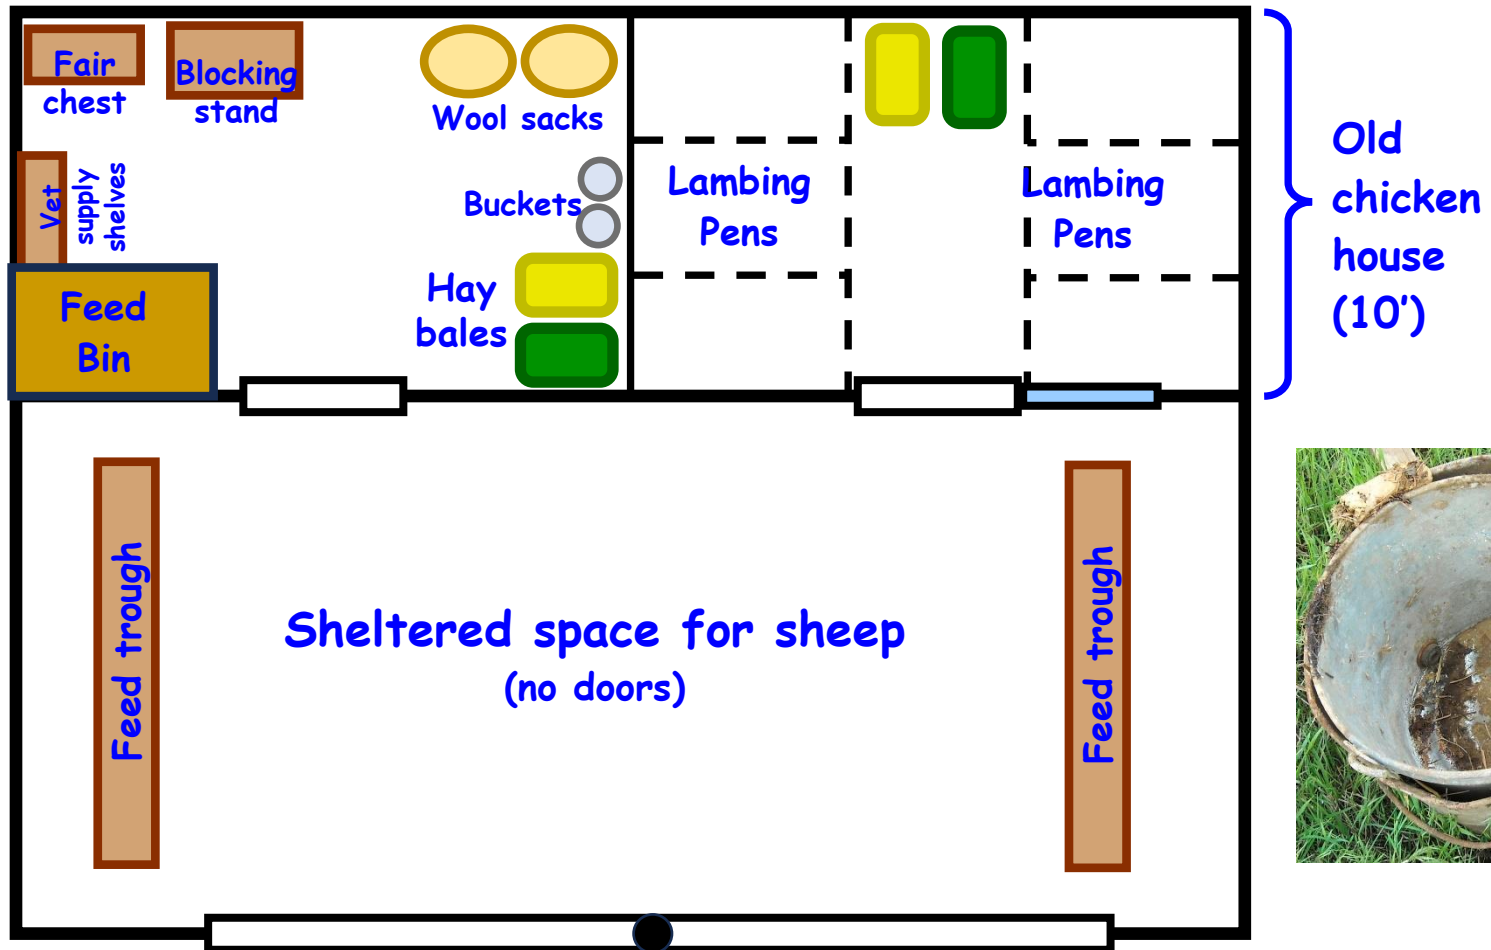 Fair
chest
Blocking
stand
Wool sacks
Vet
supply
shelves
Buckets
Lambing
Pens
Lambing
Pens
Old
chicken
house
(10')
Feed
Bin
Hay
bales
Feed trough
Sheltered space for sheep
(no doors)
Feed trough